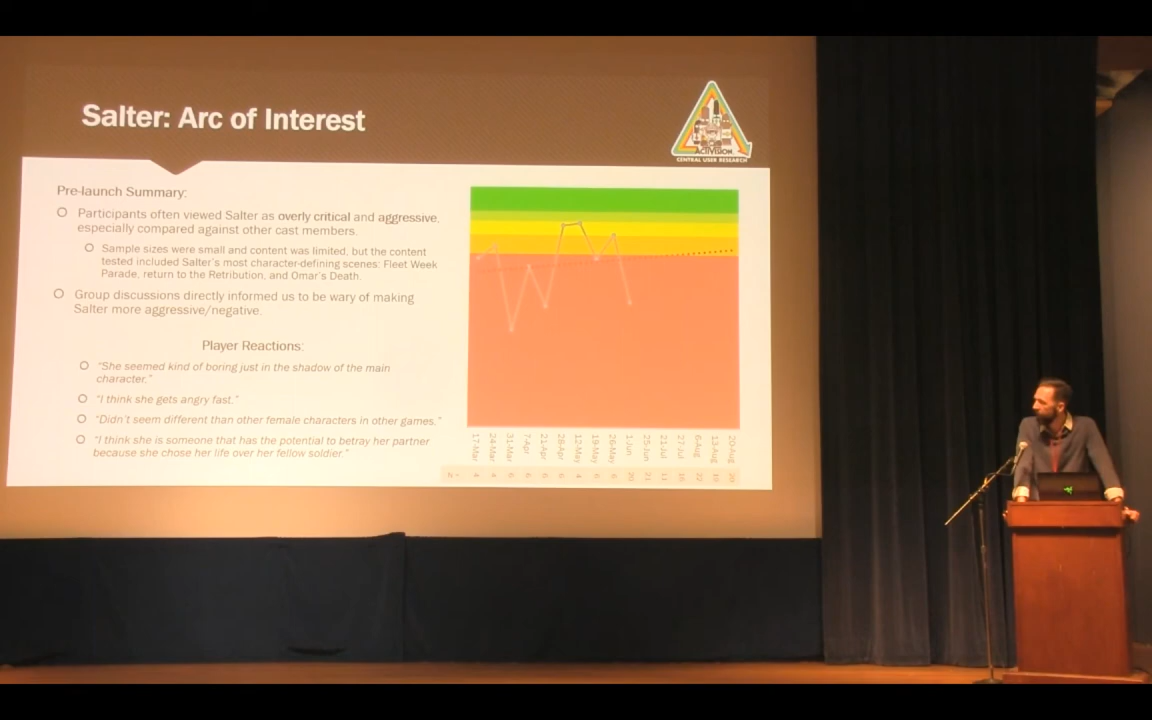 Salter: Arc of Interest
ACTIVISION
CENTRAL USER RESEARCH
Pre-launch Summary:
Participants often viewed Salter as overly critical and aggressive,
especially compared against other cast members.
Sample sizes were small and content was limited, but the content
tested included Salter's most character-defining scenes: Fleet Week
Parade, return to the Retribution, and Omar's Death.
Group discussions directly informed us to be wary of making
Salter more aggressive/negative.
Player Reactions:
"She seemed kind of boring just in the shadow of the main
character."
"I think she gets angry fast."
"Didn't seem different than other female characters in other games."
"I think she is someone that has the potential to betray her partner
because she chose her life over her fellow soldier."
17-Mar
24-Mar
31-Mar
7-Apr
21-Apr
28-Apr
12-May
19-May
26-May
1-Jun
25-Jun
21-Jul
27-Jul
6-Aug
13-Aug
20-Aug